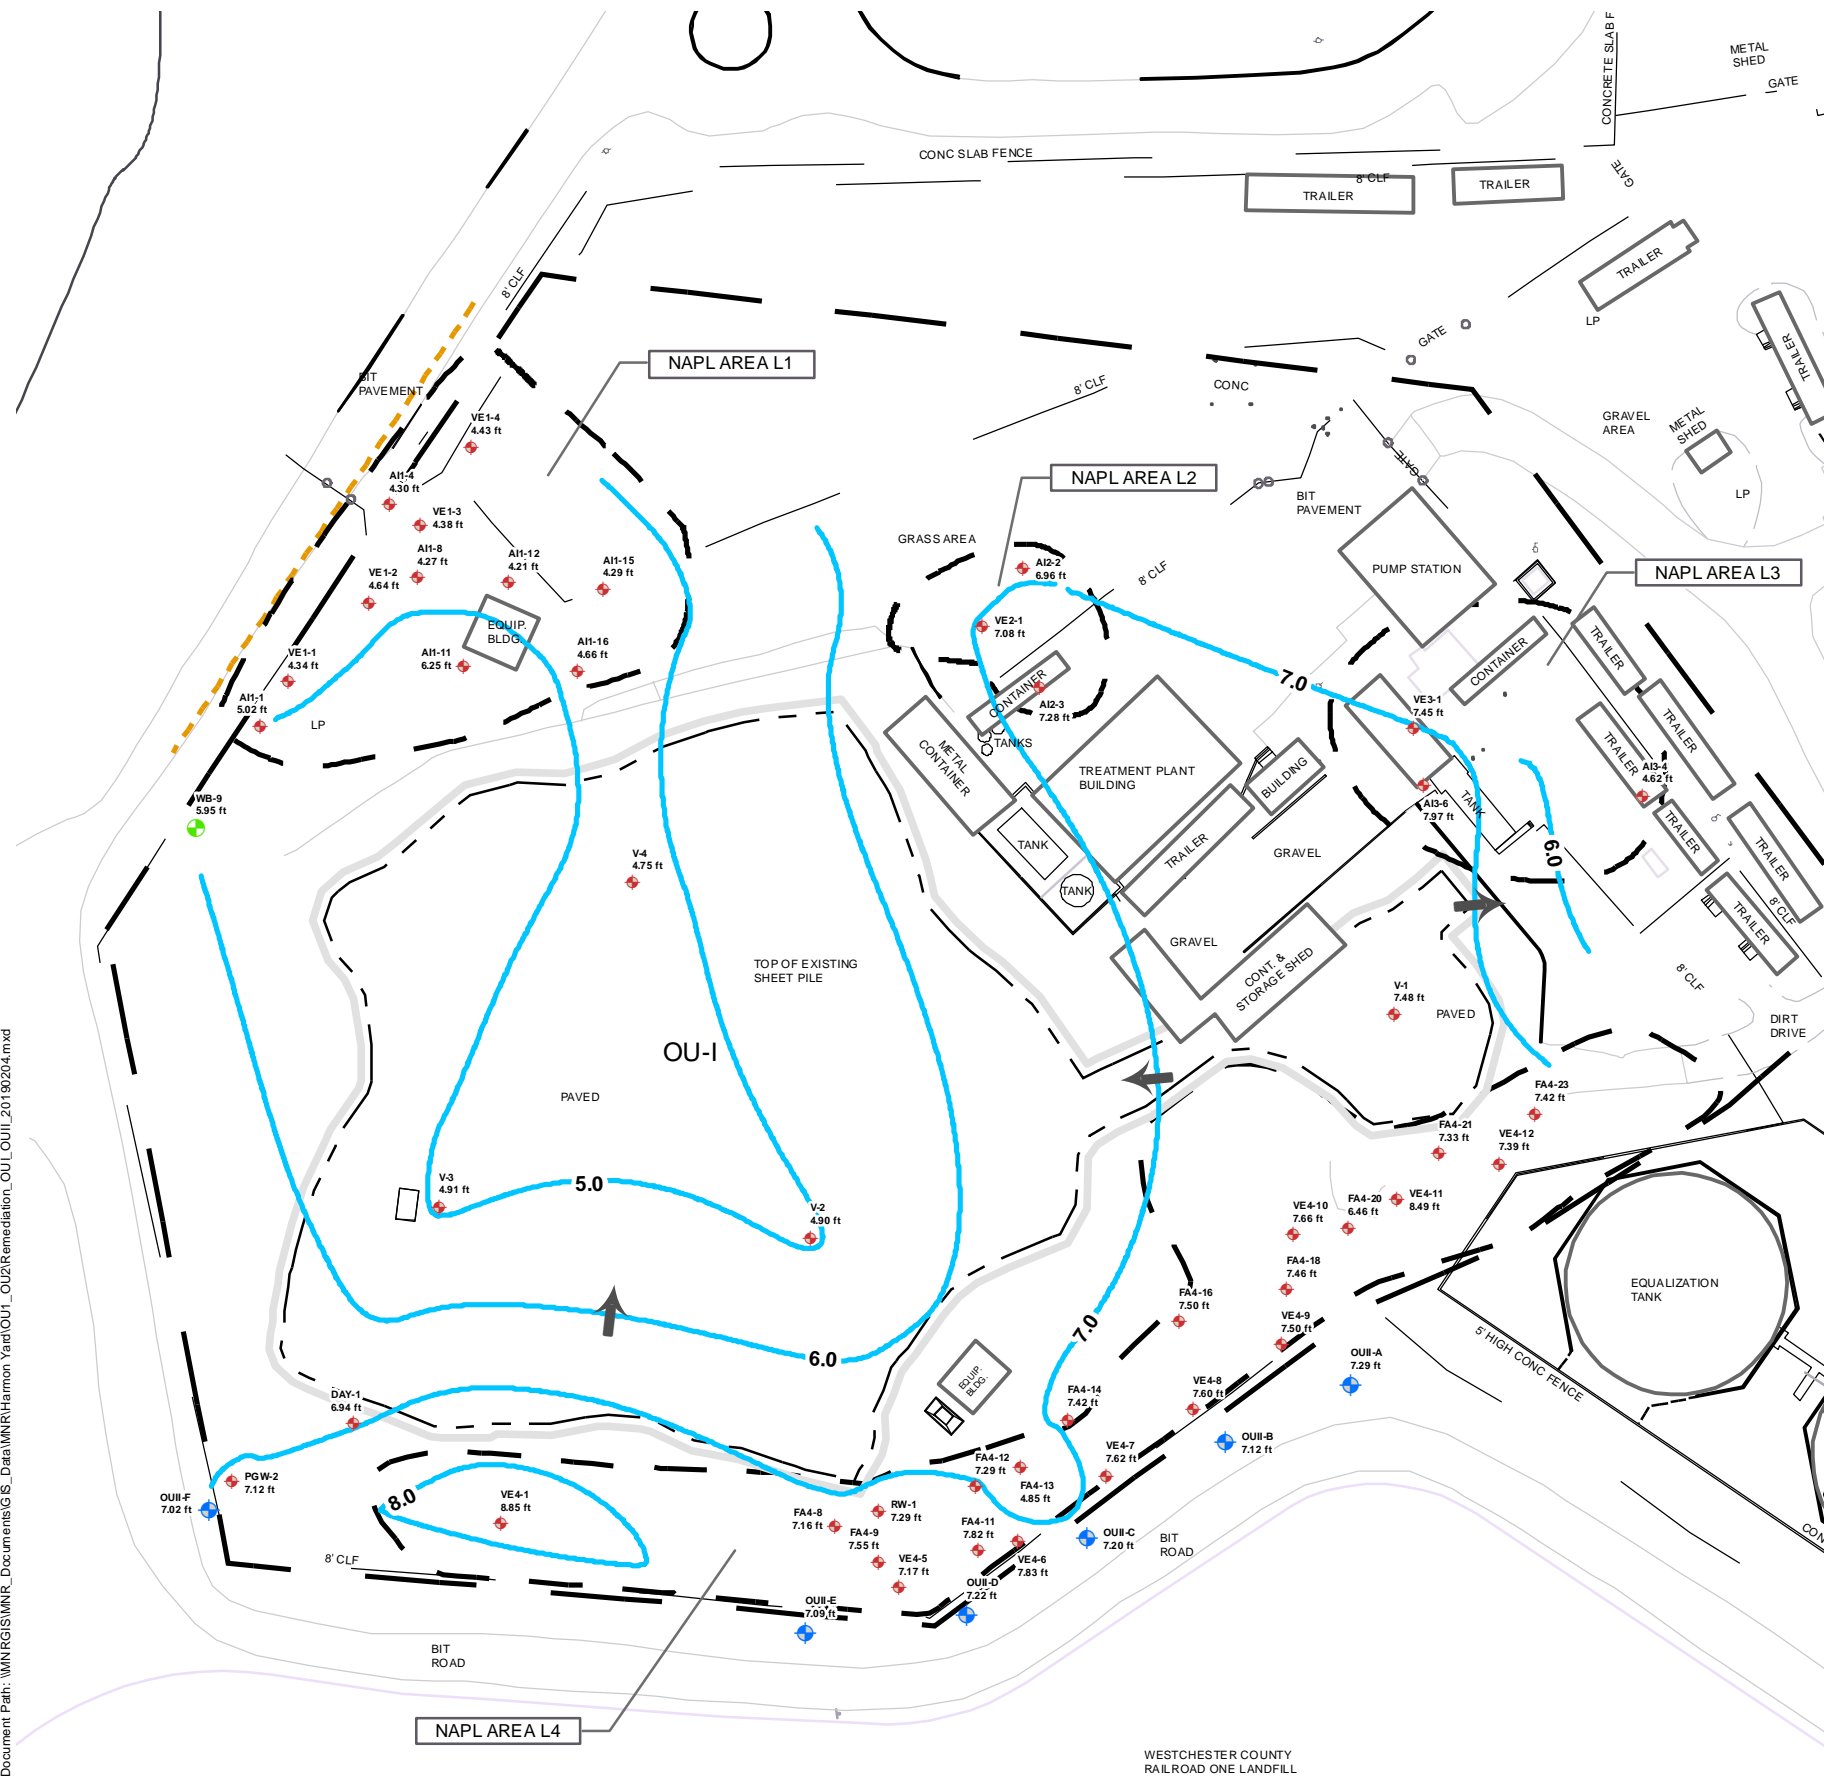 METAL
SHED
GATE
CONCRETE SLAB F
CONC SLAB FENCE
GATE
8' CLF
TRAILER
TRAILER
TRAILER
8' CLF
LP
GATE
TRAILER
NAPL AREA L1
BIT
PAVEMENT
8' CLF
CONC
GRAVEL
AREA
METAL
SHED
VE1-4
4.43 ft
GATE
NAPL AREA L2
AI1-4
4.30 ft
BIT
PAVEMENT
LP
VE1-3
4.38 ft
GRASS AREA
AI1-8
4.27 ft
AI1-12
4.21 ft
AI1-15
4.29 ft
AI2-2
6.96 ft
8' CLF
PUMP STATION
NAPL AREA L3
VE1-2
4.64 ft
VE2-1
7.08 ft
EQUIP.
BLDG.
TRAILER
VE1-1
4.34 ft
AI1-11
6.25 ft
AI1-16
4.66 ft
CONTAINER
CONTAINER
7.0
AI1-1
5.02 ft
LP
AI2-3
7.28 ft
VE3-1
7.45 ft
TRAILER
TANKS
METAL
CONTAINER
TREATMENT PLANT
BUILDING
BUILDING
TRAILER
AI3-4
4.62 ft
WB-9
5.95 ft
AI3-6
7.97 ft
TANK
TRAILER
TANK
TRAILER
GRAVEL
6.0
TRAILER
V-4
4.75 ft
TANK
8' CLF
TRAILER
GRAVEL
TOP OF EXISTING
SHEET PILE
CONT. &
STORAGE SHED
8' CLF
V-1
7.48 ft
PAVED
DIRT
DRIVE
OU-I
PAVED
FA4-23
7.42 ft
FA4-21
7.33 ft
VE4-12
7.39 ft
V-3
4.91 ft
5.0
V-2
4.90 ft
VE4-10
7.66 ft
FA4-20
6.46 ft
VE4-11
8.49 ft
FA4-18
7.46 ft
EQUALIZATION
TANK
FA4-16
7.50 ft
7.0
VE4-9
7.50 ft
6.0
5' HIGH CONC FENCE
OUII-A
7.29 ft
EQUIP.
BLDG.
DAY-1
6.94 ft
FA4-14
7.42 ft
VE4-8
7.60 ft
OUII-B
7.12 ft
PGW-2
7.12 ft
FA4-12
7.29 ft
VE4-7
7.62 ft
FA4-13
4.85 ft
OUII-F
7.02 ft
8.0
VE4-1
8.85 ft
FA4-8
7.16 ft
RW-1
7.29 ft
FA4-11
7.82 ft
FA4-9
7.55 ft
OUII-C
7.20 ft
BIT
ROAD
CON
8' CLF
VE4-5
7.17 ft
VE4-6
7.83 ft
OUII-D
7.22 ft
OUII-E
7.09 ft
BIT
ROAD
NAPL AREA L4
WESTCHESTER COUNTY
RAILROAD ONE LANDFILL
Document Path: \\MNRGIS\MNR_Documents\GIS_Data\MNR\Harmon Yard\OU1_OU2\Remediation_OUI_OUII_20190204.mxd